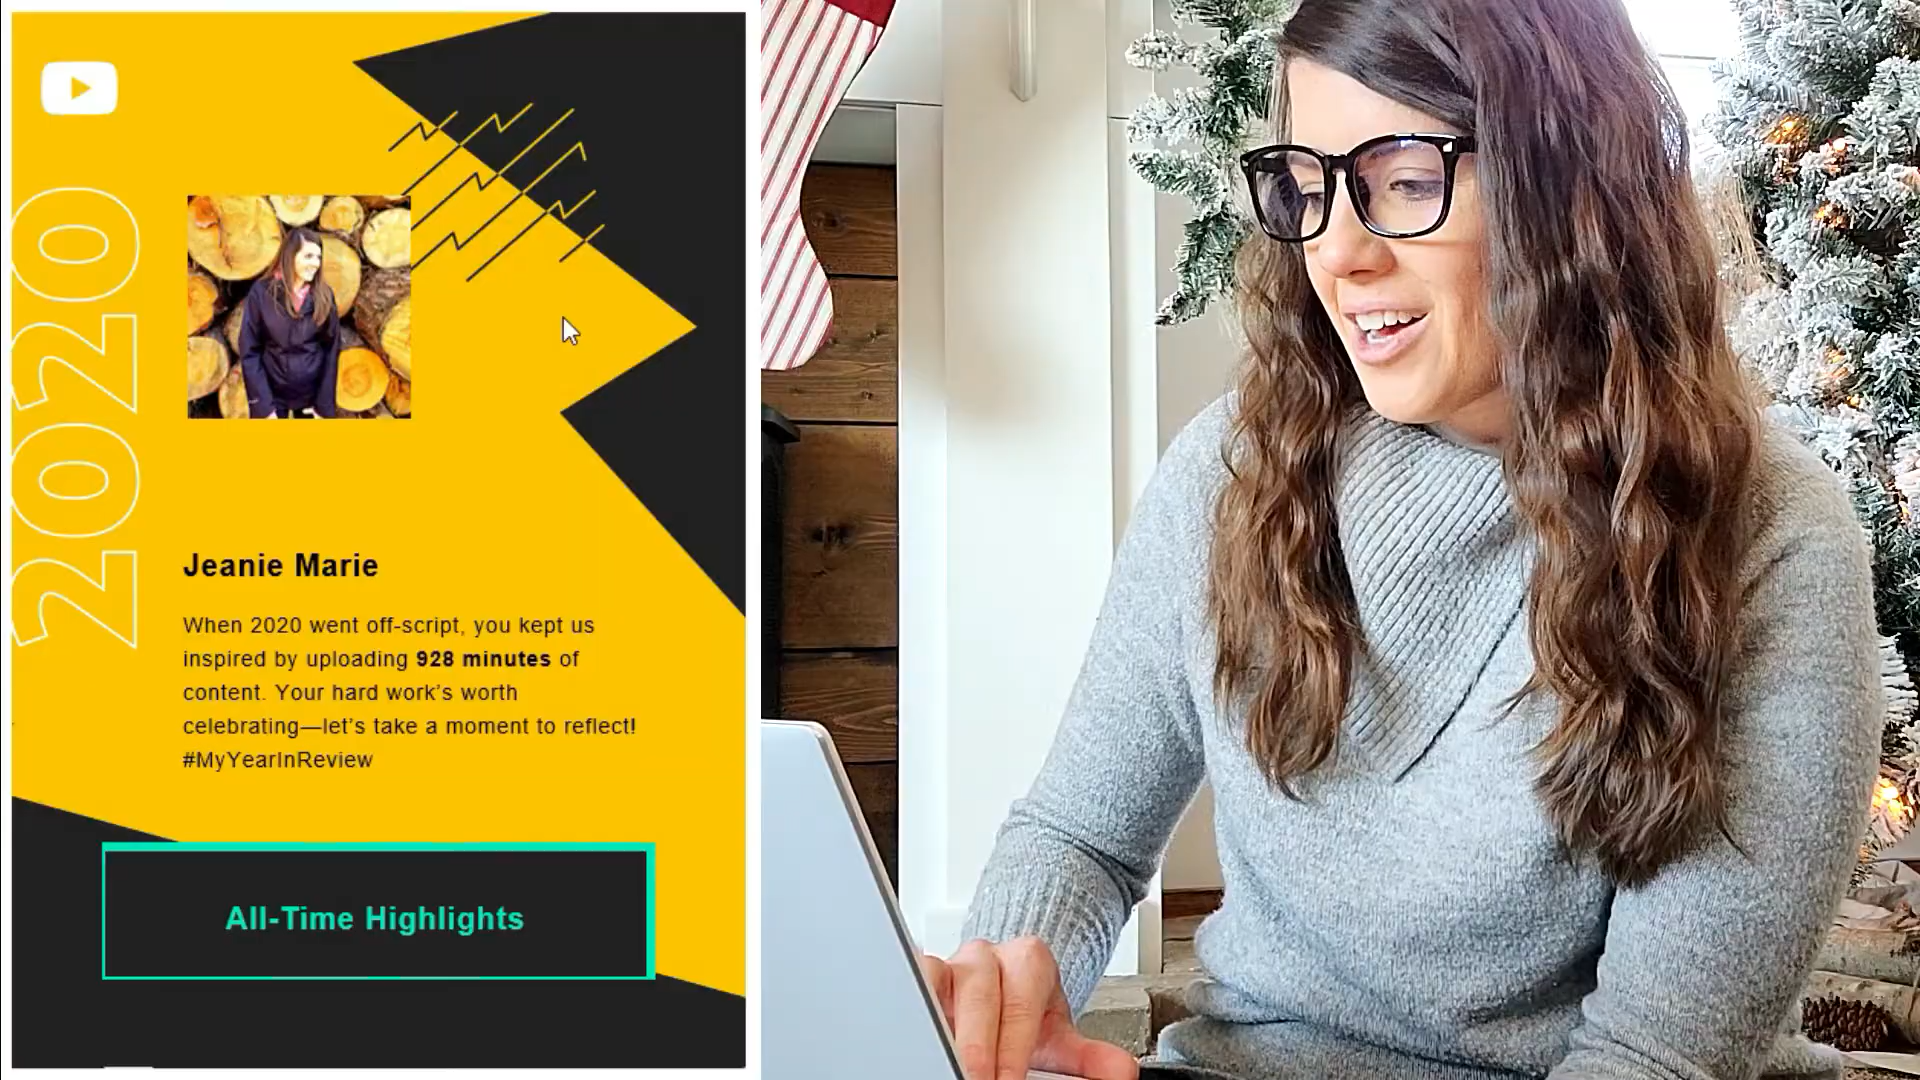 2020
Jeanie Marie
When 2020 went off-script, you kept us
inspired by uploading 928 minutes of
content. Your hard work’s worth
celebrating—let’s take a moment to reflect!
#MyYearInReview
All-Time Highlights